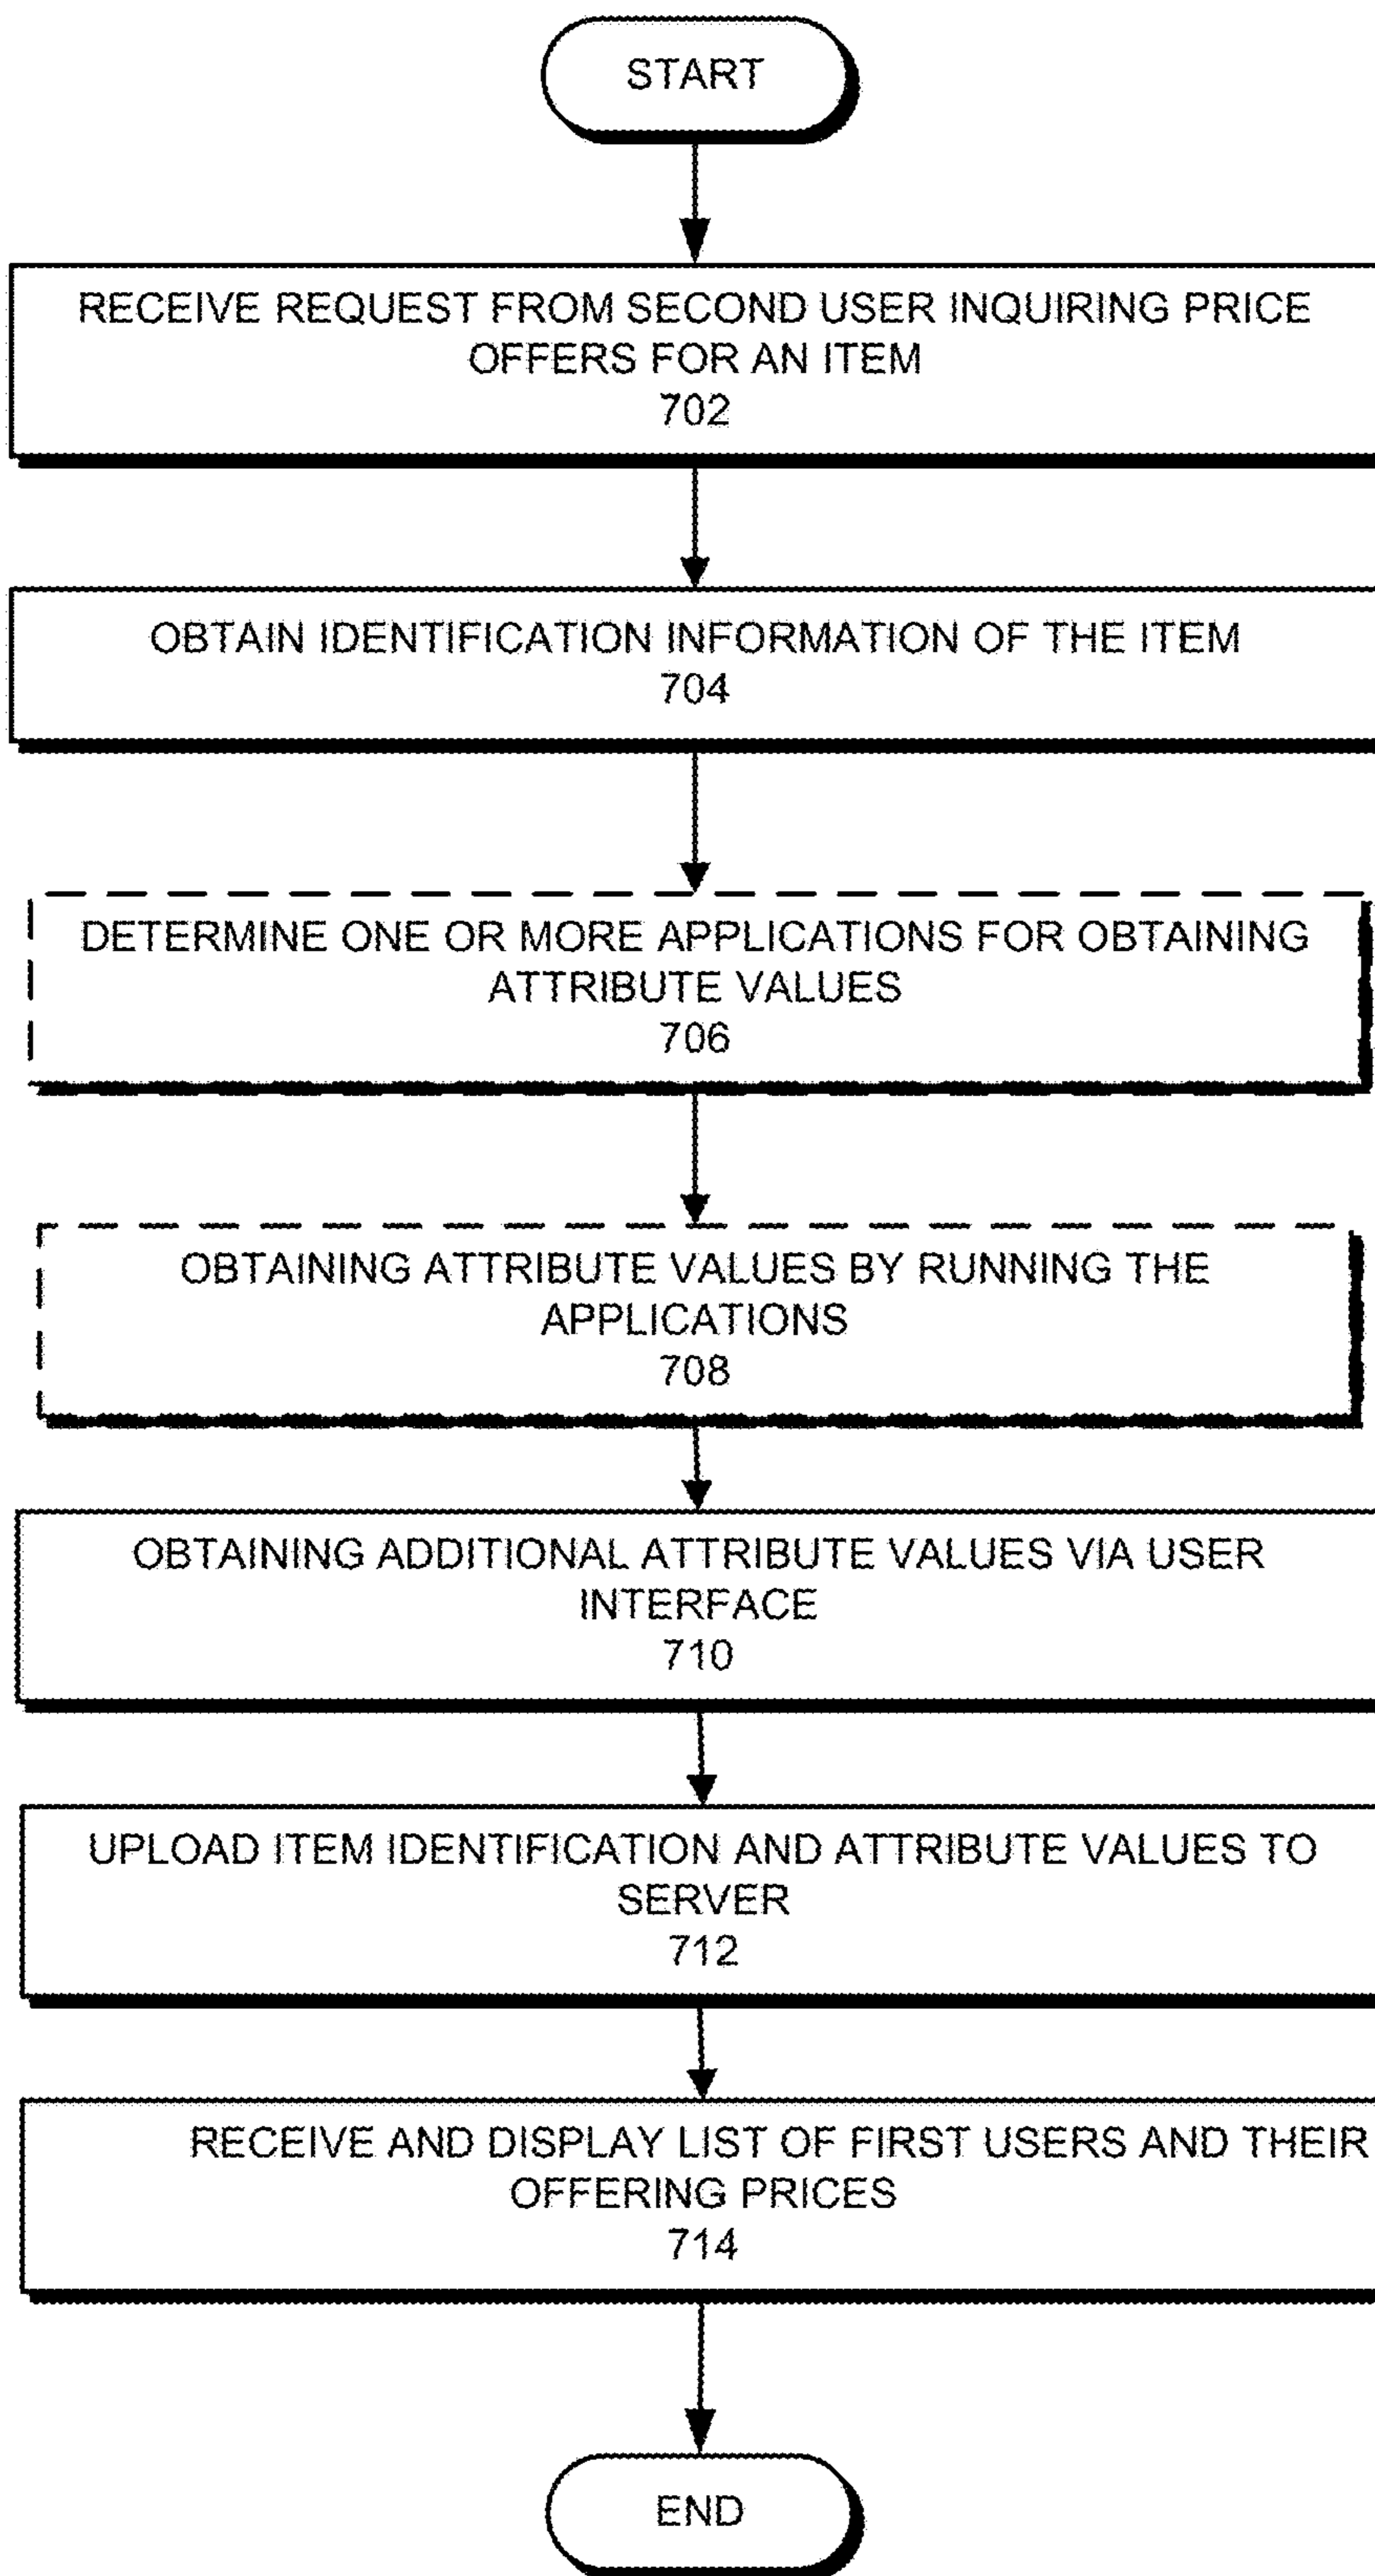 START
RECEIVE REQUEST FROM SECOND USER INQUIRING PRICE
OFFERS FOR AN ITEM
702
OBTAIN IDENTIFICATION INFORMATION OF THE ITEM
704
DETERMINE ONE OR MORE APPLICATIONS FOR OBTAINING
ATTRIBUTE VALUES
706
OBTAINING ATTRIBUTE VALUES BY RUNNING THE
APPLICATIONS
708
OBTAINING ADDITIONAL ATTRIBUTE VALUES VIA USER
INTERFACE
710
UPLOAD ITEM IDENTIFICATION AND ATTRIBUTE VALUES TO
SERVER
712
RECEIVE AND DISPLAY LIST OF FIRST USERS AND THEIR
OFFERING PRICES
714
END